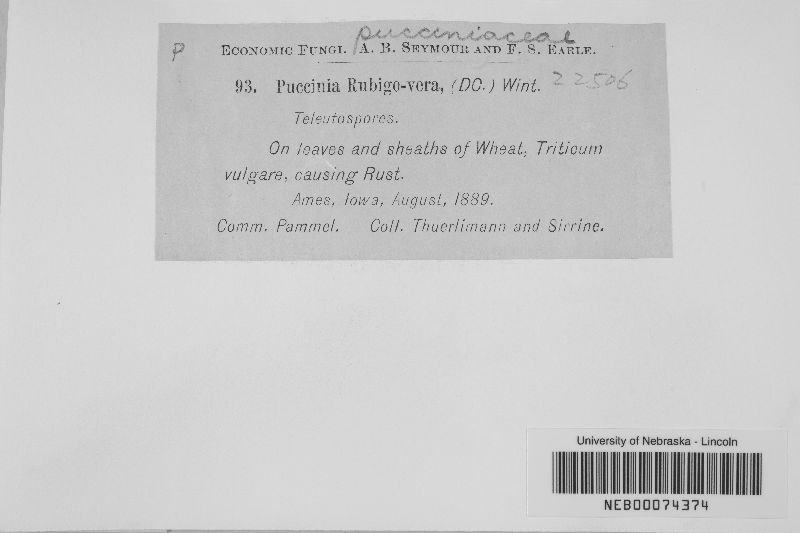 pucciniaceae
P
ECONOMIC FUNGI. A. B. SEYMOUR AND F. S. EARLE.
93. Puccinia Rubigo-vera, (DC.) Wint. 22506
Teleutospores.
On leaves and sheaths of Wheat, Triticum
vulgare, causing Rust.
Ames, Iowa, August, 1889.
Comm. Pammel. Coll. Thuerlimann and Sirrine.
University of Nebraska - Lincoln
NEB00074374